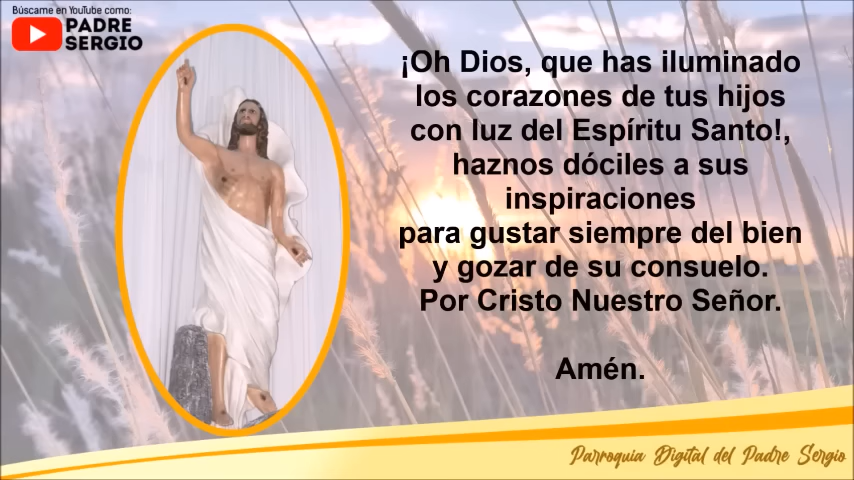 Búscame en YouTube como:
PADRE
SERGIO
¡Oh Dios, que has iluminado
los corazones de tus hijos
con luz del Espíritu Santo!,
haznos dóciles a sus
inspiraciones
para gustar siempre del bien
y gozar de su consuelo.
Por Cristo Nuestro Señor.
Amén.
Parroquia Digital del Padre Sergio